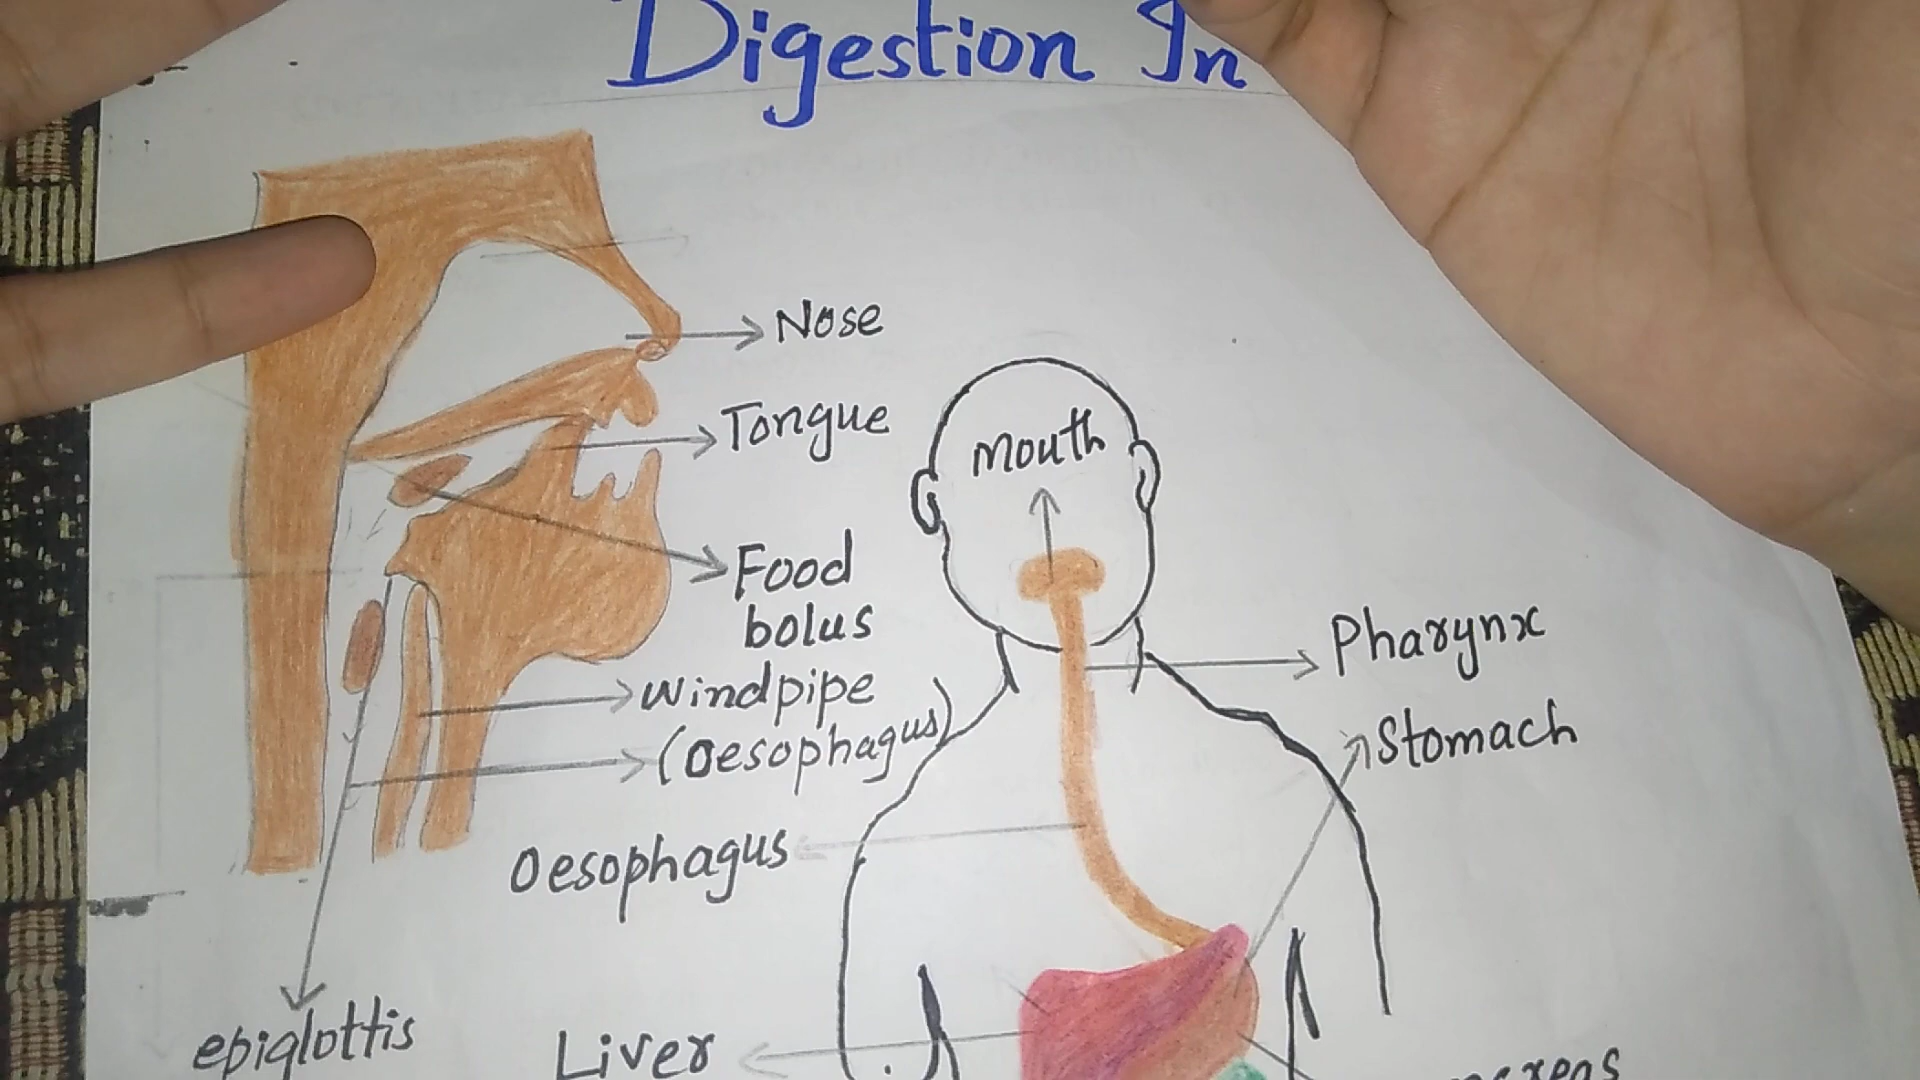 Digestion In
Nose
Tongue
Food
bolus
windpipe
(Oesophagus)
Oesophagus
epiglottis
Liver
mouth
Pharynx
Stomach